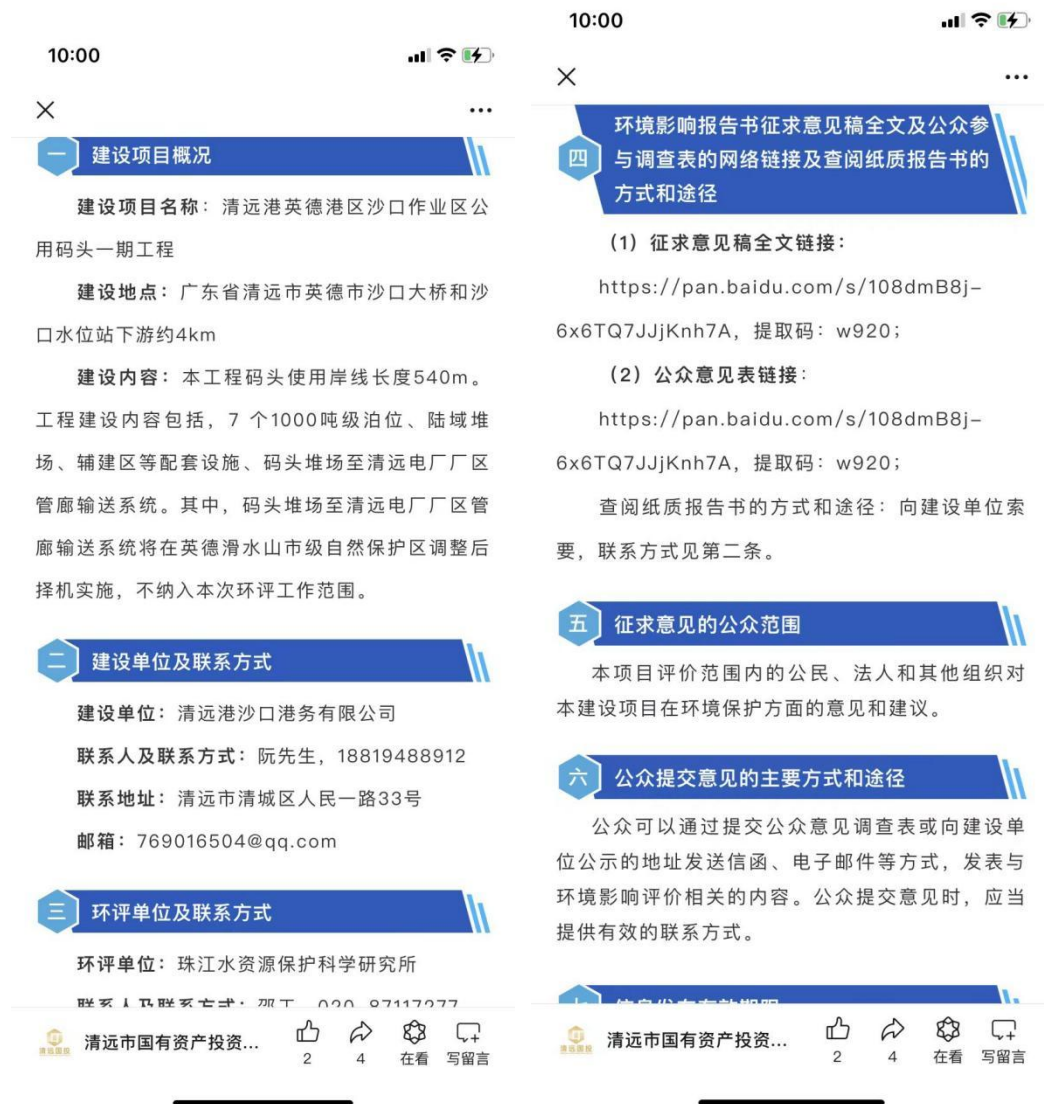 10:00
一 建设项目概况
建设项目名称：清远港英德港区沙口作业区公
用码头一期工程
建设地点：广东省清远市英德市沙口大桥和沙
口水位站下游约4km
建设内容：本工程码头使用岸线长度540m。
工程建设内容包括，7 个1000吨级泊位、陆域堆
场、辅建区等配套设施、码头堆场至清远电厂厂区
管廊输送系统。其中，码头堆场至清远电厂厂区管
廊输送系统将在英德滑水山市级自然保护区调整后
择机实施，不纳入本次环评工作范围。
二 建设单位及联系方式
建设单位：清远港沙口港务有限公司
联系人及联系方式：阮先生，18819488912
联系地址：清远市清城区人民一路33号
邮箱：769016504@qq.com
三 环评单位及联系方式
环评单位：珠江水资源保护科学研究所
联系人及联系方式：邵工，020-87117277
清远市国有资产投资...
2 4 在看 写留言
10:00
四 环境影响报告书征求意见稿全文及公众参
与调查表的网络链接及查阅纸质报告书的
方式和途径
（1）征求意见稿全文链接：
https://pan.baidu.com/s/108dmB8j-
6x6TQ7JJjKnh7A，提取码：w920；
（2）公众意见表链接：
https://pan.baidu.com/s/108dmB8j-
6x6TQ7JJjKnh7A，提取码：w920；
查阅纸质报告书的方式和途径：向建设单位索
要，联系方式见第二条。
五 征求意见的公众范围
本项目评价范围内的公民、法人和其他组织对
本建设项目在环境保护方面的意见和建议。
六 公众提交意见的主要方式和途径
公众可以通过提交公众意见调查表或向建设单
位公示的地址发送信函、电子邮件等方式，发表与
环境影响评价相关的内容。公众提交意见时，应当
提供有效的联系方式。
清远市国有资产投资...
2 4 在看 写留言